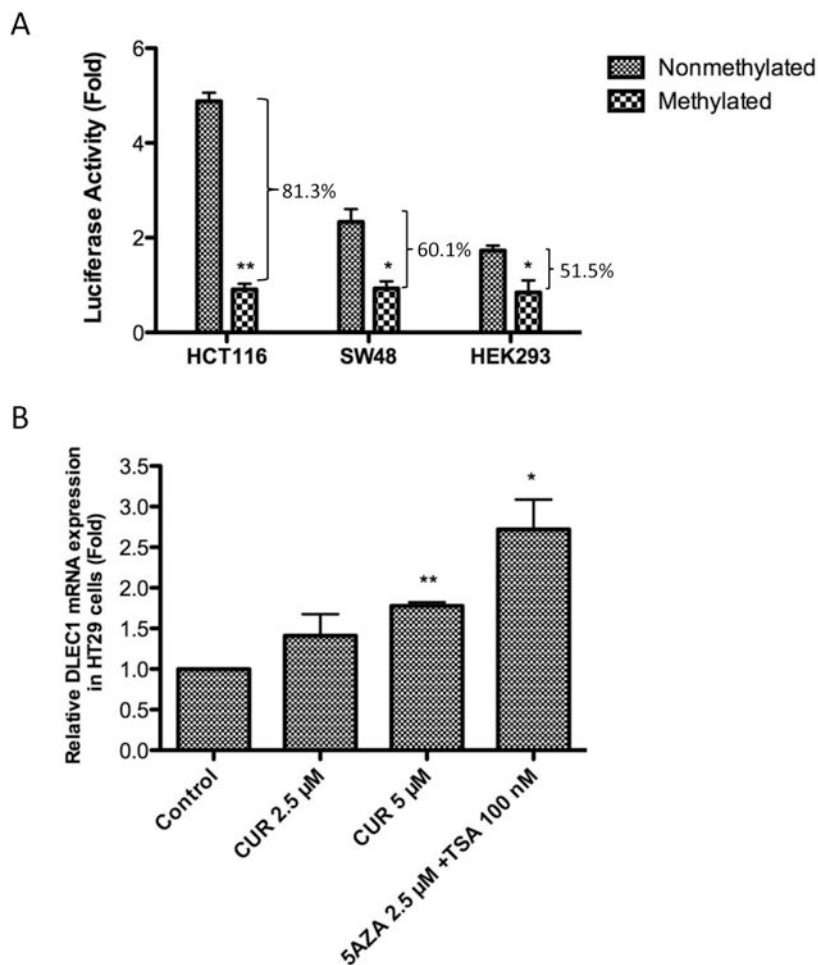 A
Luciferase Activity (Fold)
6
4
2
0
Nonmethylated
Methylated
81.3%
60.1%
51.5%
**
*
*
HCT116
SW48
HEK293
B
Relative DLEC1 mRNA expression
in HT29 cells (Fold)
3.5
3.0
2.5
2.0
1.5
1.0
0.5
0.0
**
*
Control
CUR 2.5 µM
CUR 5 µM
5AZA 2.5 µM +TSA 100 nM